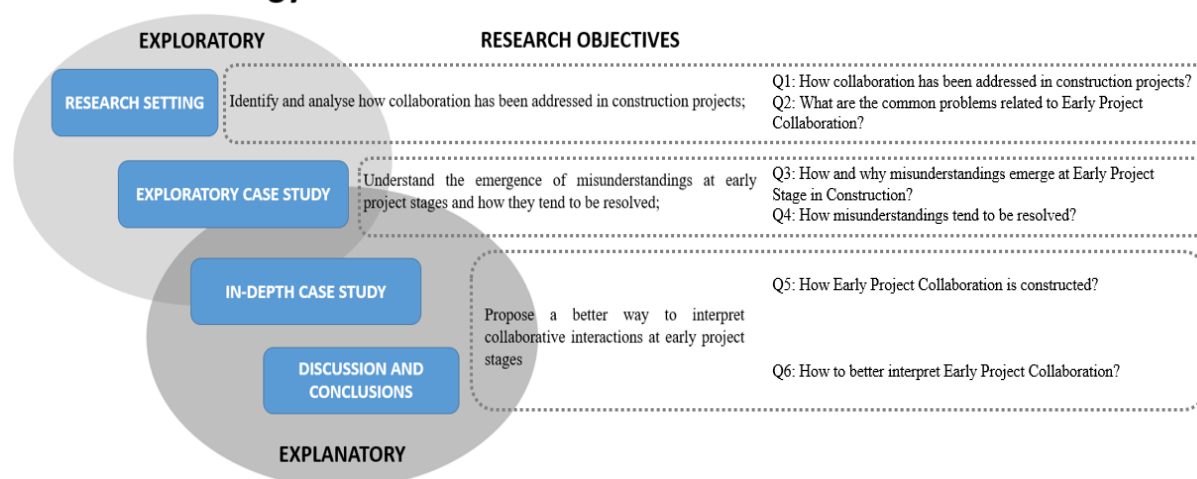 EXPLORATORY
RESEARCH OBJECTIVES
RESEARCH SETTING
Identify and analyse how collaboration has been addressed in construction projects;
Q1: How collaboration has been addressed in construction projects?
Q2: What are the common problems related to Early Project
Collaboration?
EXPLORATORY CASE STUDY
Understand the emergence of misunderstandings at early
project stages and how they tend to be resolved;
Q3: How and why misunderstandings emerge at Early Project
Stage in Construction?
Q4: How misunderstandings tend to be resolved?
IN-DEPTH CASE STUDY
Propose a better way to interpret
collaborative interactions at early project
stages
Q5: How Early Project Collaboration is constructed?
DISCUSSION AND
CONCLUSIONS
Q6: How to better interpret Early Project Collaboration?
EXPLANATORY